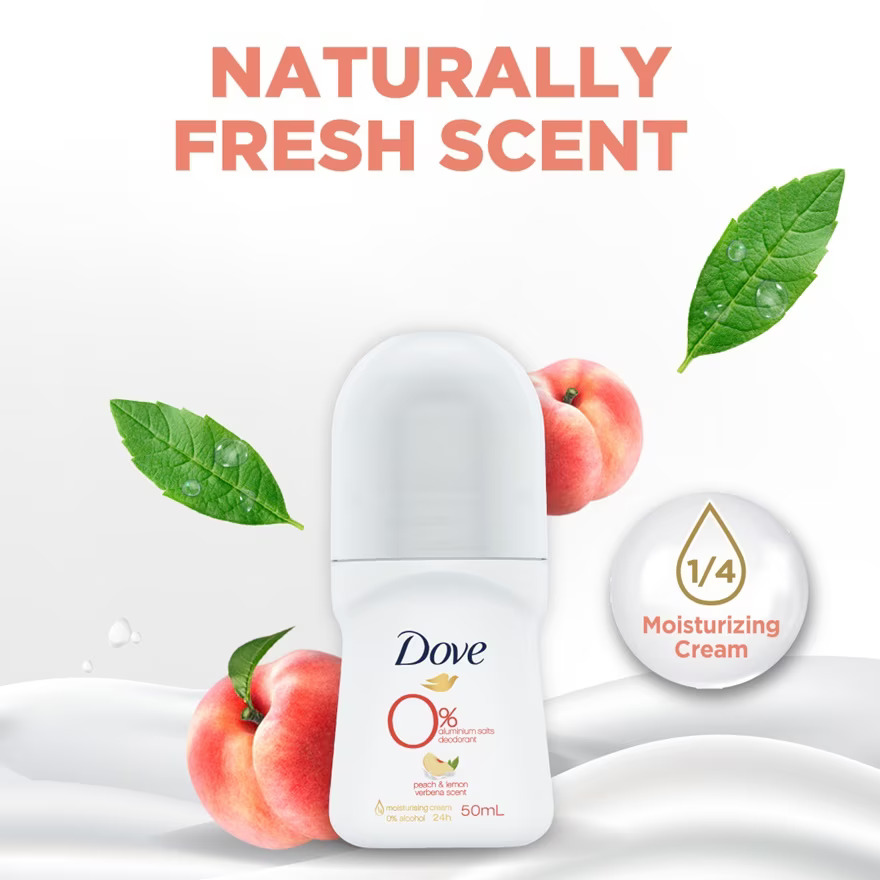 NATURALLY
FRESH SCENT
1/4
Moisturizing
Cream
Dove
0%
aluminium salts
deodorant
peach & lemon
verbena scent
moisturising cream
0% alcohol 24h
50mL